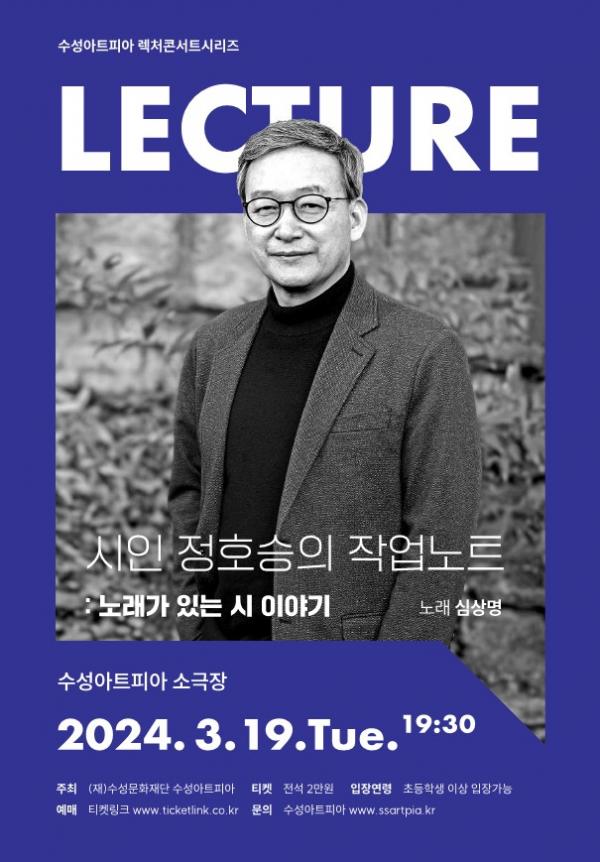 수성아트피아 렉처콘서트시리즈
LECTURE
시인 정호승의 작업노트
: 노래가 있는 시 이야기 노래 심상명
수성아트피아 소극장
2024. 3. 19.Tue. 19:30
주최 (재)수성문화재단 수성아트피아 티켓 전석 2만원 입장연령 초등학생 이상 입장가능
예매 티켓링크 www.ticketlink.co.kr 문의 수성아트피아 www.ssartpia.kr